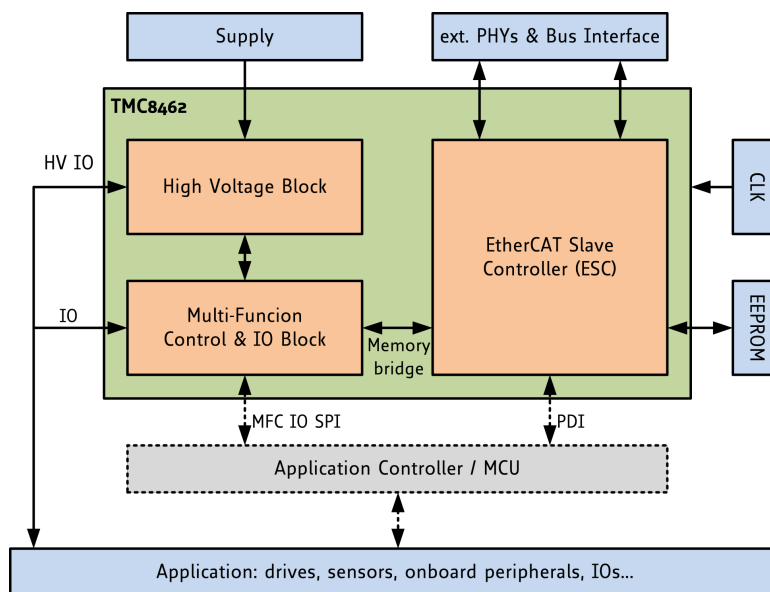 Supply
ext. PHYs & Bus Interface
TMC8462
HV IO
High Voltage Block
CLK
EtherCAT Slave
Controller (ESC)
IO
Multi-Funcion
Control & IO Block
Memory
bridge
EEPROM
MFC IO SPI
PDI
Application Controller / MCU
Application: drives, sensors, onboard peripherals, IOs...